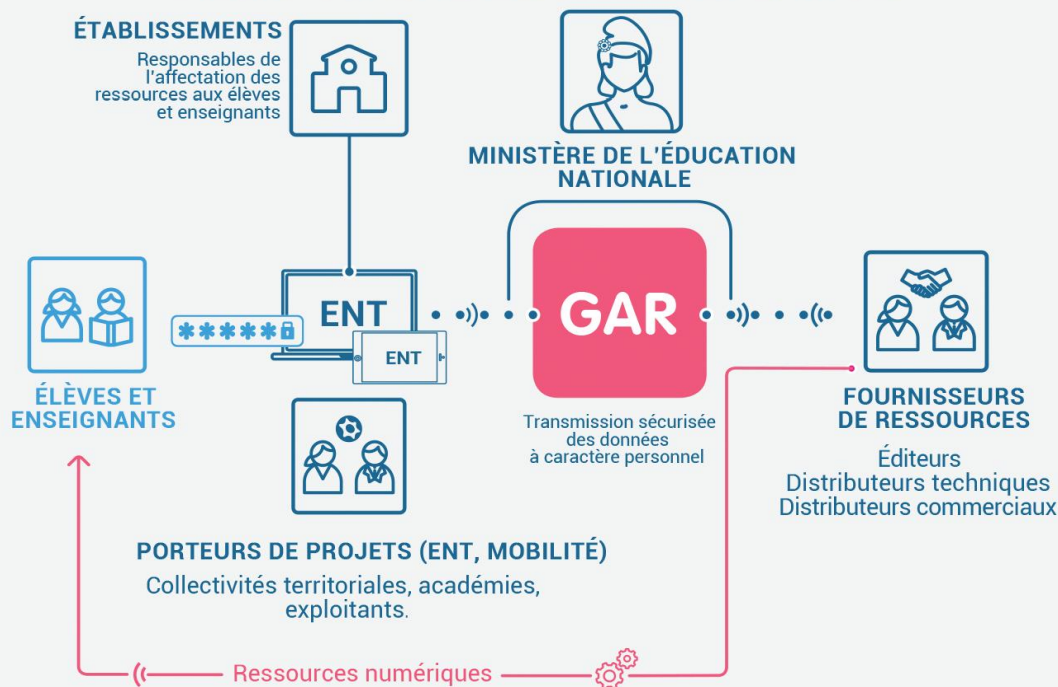 ÉTABLISSEMENTS
Responsables de
l'affectation des
ressources aux élèves
et enseignants
MINISTÈRE DE L'ÉDUCATION
NATIONALE
ÉLÈVES ET
ENSEIGNANTS
*****
ENT
ENT
GAR
Transmission sécurisée
des données
à caractère personnel
FOURNISSEURS
DE RESSOURCES
Éditeurs
Distributeurs techniques
Distributeurs commerciaux
PORTEURS DE PROJETS (ENT, MOBILITÉ)
Collectivités territoriales, académies,
exploitants.
Ressources numériques